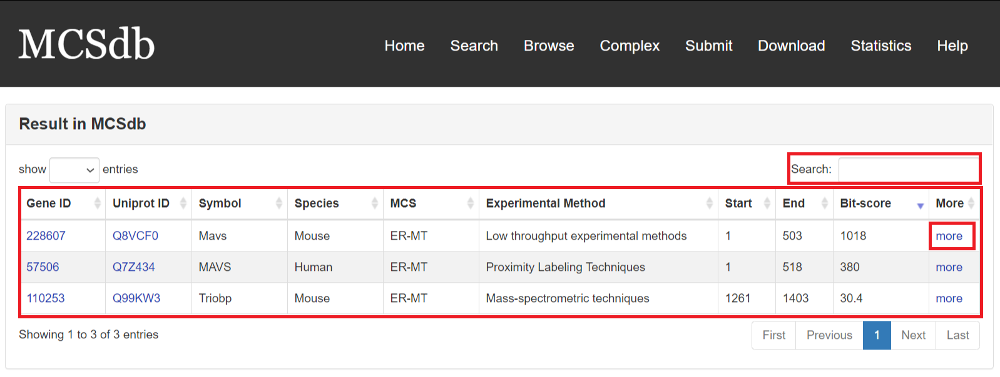 MCSdb
Home Search Browse Complex Submit Download Statistics Help
Result in MCSdb
show entries Search:
Gene ID Uniprot ID Symbol Species MCS Experimental Method Start End Bit-score More
228607 Q8VCF0 Mavs Mouse ER-MT Low throughput experimental methods 1 503 1018 more
57506 Q7Z434 MAVS Human ER-MT Proximity Labeling Techniques 1 518 380 more
110253 Q99KW3 Triobp Mouse ER-MT Mass-spectrometric techniques 1261 1403 30.4 more
Showing 1 to 3 of 3 entries First Previous 1 Next Last